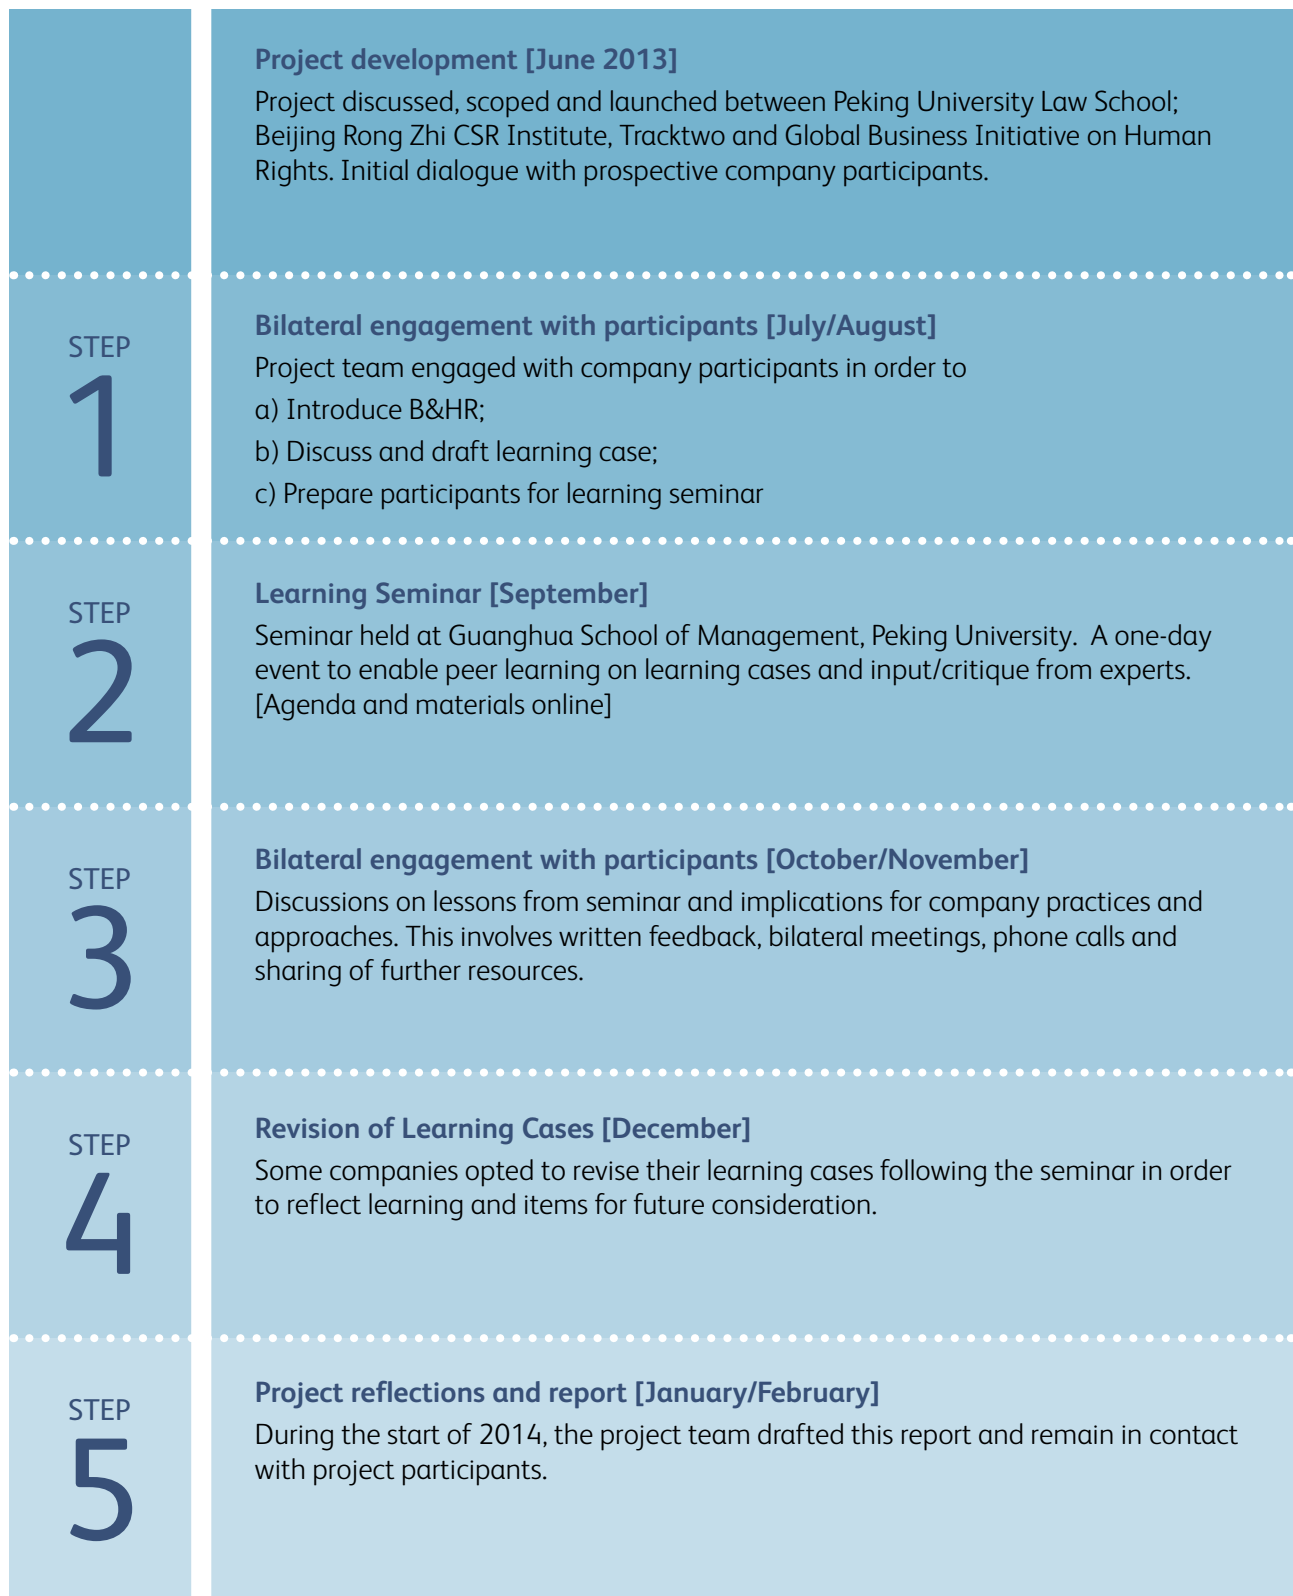 Project development [June 2013]
Project discussed, scoped and launched between Peking University Law School;
Beijing Rong Zhi CSR Institute, Tracktwo and Global Business Initiative on Human
Rights. Initial dialogue with prospective company participants.
STEP
1
Bilateral engagement with participants [July/August]
Project team engaged with company participants in order to
a) Introduce B&HR;
b) Discuss and draft learning case;
c) Prepare participants for learning seminar
STEP
2
Learning Seminar [September]
Seminar held at Guanghua School of Management, Peking University.  A one-day
event to enable peer learning on learning cases and input/critique from experts.
[Agenda and materials online]
STEP
3
Bilateral engagement with participants [October/November]
Discussions on lessons from seminar and implications for company practices and
approaches. This involves written feedback, bilateral meetings, phone calls and
sharing of further resources.
STEP
4
Revision of Learning Cases [December]
Some companies opted to revise their learning cases following the seminar in order
to reflect learning and items for future consideration.
STEP
5
Project reflections and report [January/February]
During the start of 2014, the project team drafted this report and remain in contact
with project participants.